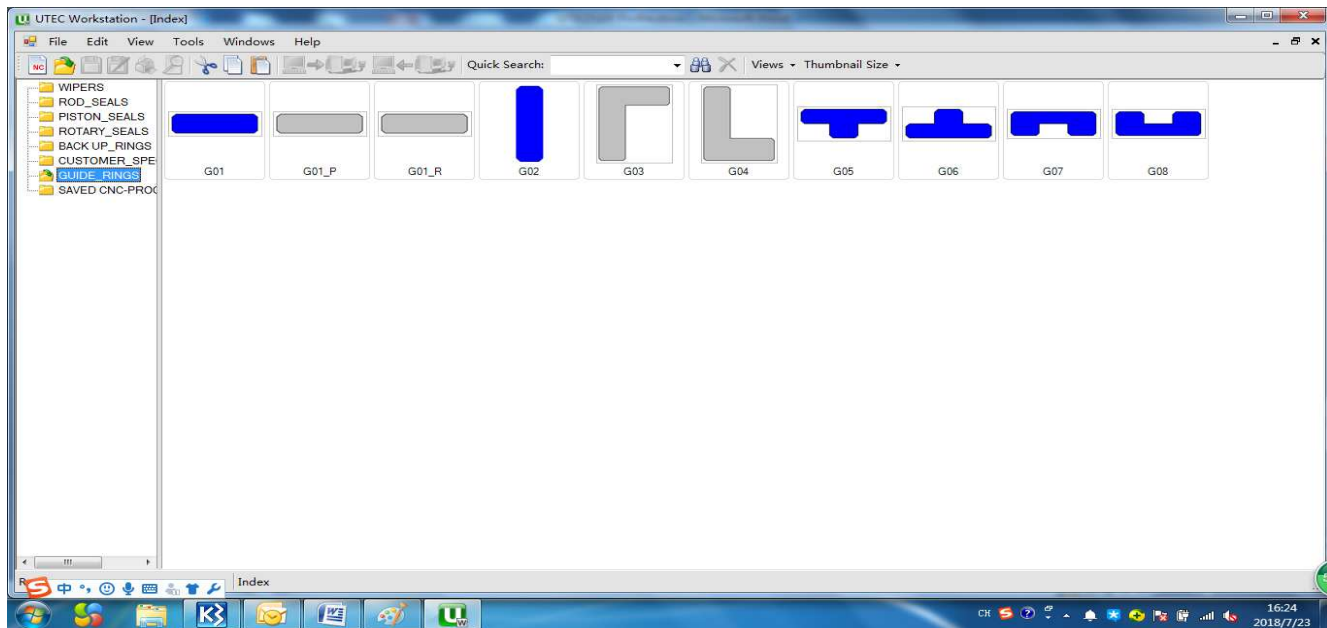 UTEC Workstation - [Index]
File Edit View Tools Windows Help
NC Quick Search: Views Thumbnail Size
WIPERS
ROD_SEALS
PISTON_SEALS
ROTARY_SEALS
BACK UP_RINGS
CUSTOMER_SPE
GUIDE_RINGS
SAVED CNC-PROC
G01 G01_P G01_R G02 G03 G04 G05 G06 G07 G08
Index
中
CH 16:24
2018/7/23